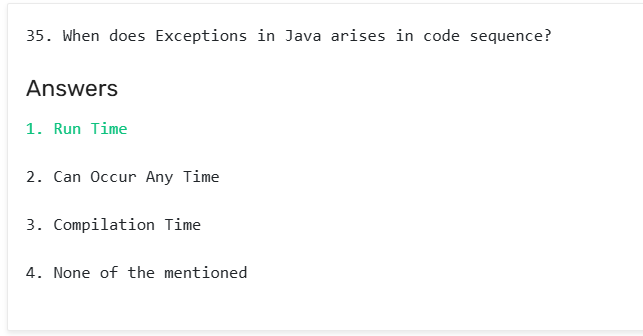 35. When does Exceptions in Java arises in code sequence?
Answers
1. Run Time
2. Can Occur Any Time
3. Compilation Time
4. None of the mentioned